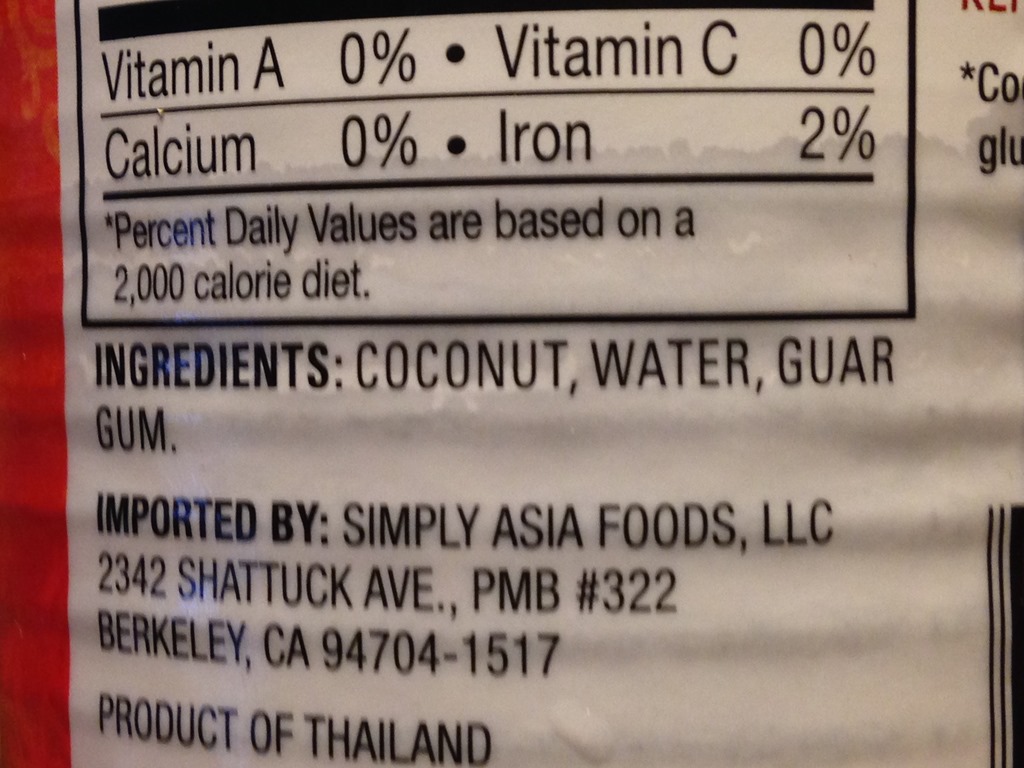 Vitamin A 0% • Vitamin C 0%
Calcium 0% • Iron 2%
*Percent Daily Values are based on a
2,000 calorie diet.
INGREDIENTS: COCONUT, WATER, GUAR
GUM.
IMPORTED BY: SIMPLY ASIA FOODS, LLC
2342 SHATTUCK AVE., PMB #322
BERKELEY, CA 94704-1517
PRODUCT OF THAILAND
*Co
glu